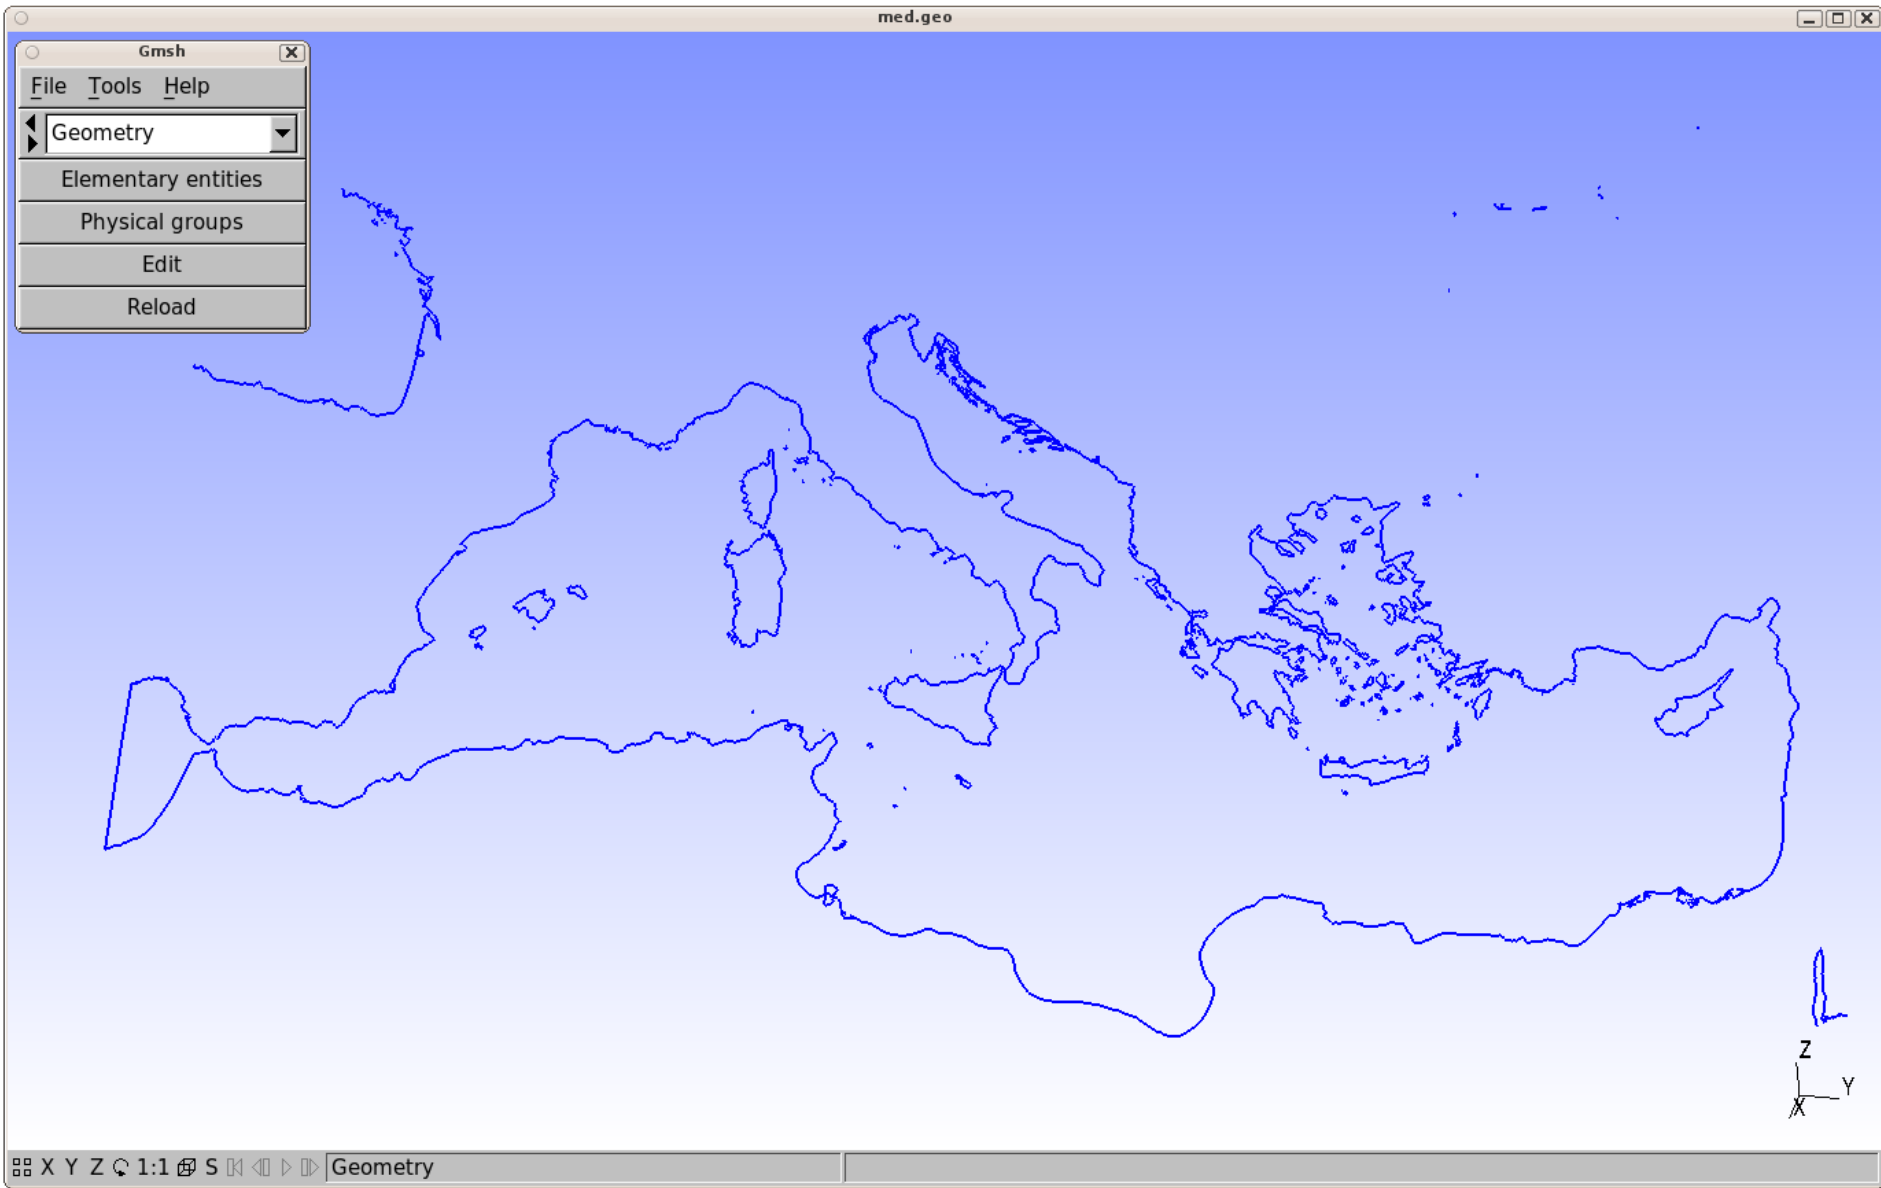 med.geo
Gmsh
File Tools Help
Geometry
Elementary entities
Physical groups
Edit
Reload
Z
Y
X
X Y Z 1:1 S Geometry